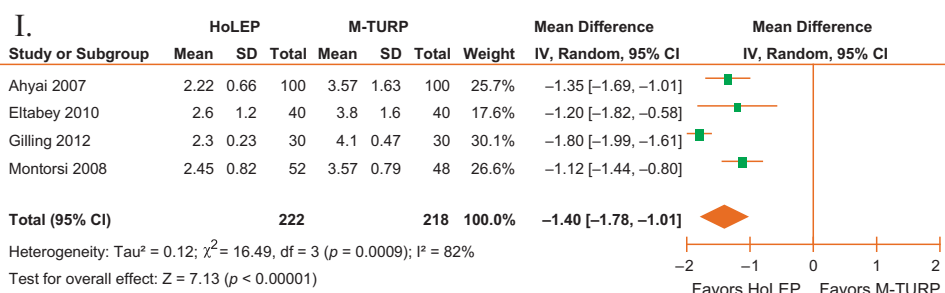 I.
HoLEP M-TURP Mean Difference Mean Difference
Study or Subgroup Mean SD Total Mean SD Total Weight IV, Random, 95% CI IV, Random, 95% CI
Ahyai 2007 2.22 0.66 100 3.57 1.63 100 25.7% –1.35 [–1.69, –1.01]
Eltabey 2010 2.6 1.2 40 3.8 1.6 40 17.6% –1.20 [–1.82, –0.58]
Gilling 2012 2.3 0.23 30 4.1 0.47 30 30.1% –1.80 [–1.99, –1.61]
Montorsi 2008 2.45 0.82 52 3.57 0.79 48 26.6% –1.12 [–1.44, –0.80]
Total (95% CI) 222 218 100.0% –1.40 [–1.78, –1.01]
Heterogeneity: Tau² = 0.12; χ² = 16.49, df = 3 (p = 0.0009); I² = 82%
Test for overall effect: Z = 7.13 (p < 0.00001)
–2 –1 0 1 2
Favors HoLEP Favors M-TURP